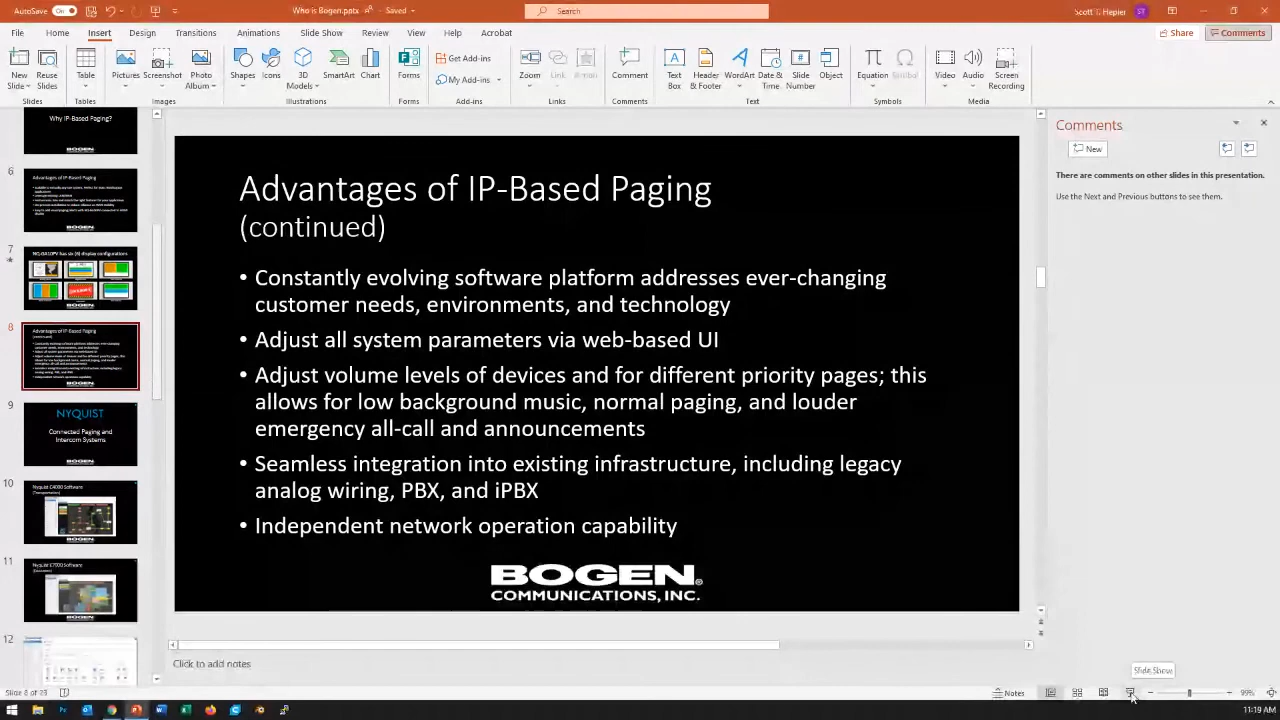 AutoSave On Who is Bogen.pptx Saved Search Scott T. Hepler ST
File Home Insert Design Transitions Animations Slide Show Review View Help Acrobat Share Comments
New Slide Reuse Slides Table Pictures Screenshot Photo Album Shapes Icons 3D Models SmartArt Chart Forms Get Add-ins My Add-ins Zoom Link Action Comment Text Box Header & Footer WordArt Date & Time Slide Number Object Equation Symbol Video Audio Screen Recording
Slides Tables Images Illustrations Forms Add-ins Links Comments Text Symbols Media
Why IP-Based Paging?
BOGEN
6
Advantages of IP-Based Paging
BOGEN
7
BOGEN
8
Advantages of IP-Based Paging
(continued)
BOGEN
9
NYQUIST
Connected Paging and
Intercom Systems
BOGEN
10
Nyquist C4000 Software
(Transportation)
BOGEN
11
Nyquist E7000 Software
(Education)
BOGEN
12
Advantages of IP-Based Paging
(continued)
• Constantly evolving software platform addresses ever-changing
customer needs, environments, and technology
• Adjust all system parameters via web-based UI
• Adjust volume levels of devices and for different priority pages; this
allows for low background music, normal paging, and louder
emergency all-call and announcements
• Seamless integration into existing infrastructure, including legacy
analog wiring, PBX, and iPBX
• Independent network operation capability
BOGEN®
COMMUNICATIONS, INC.
Comments
New
There are comments on other slides in this presentation.
Use the Next and Previous buttons to see them.
Click to add notes
Slide Show
Slide 8 of 23 Notes 99%
11:19 AM